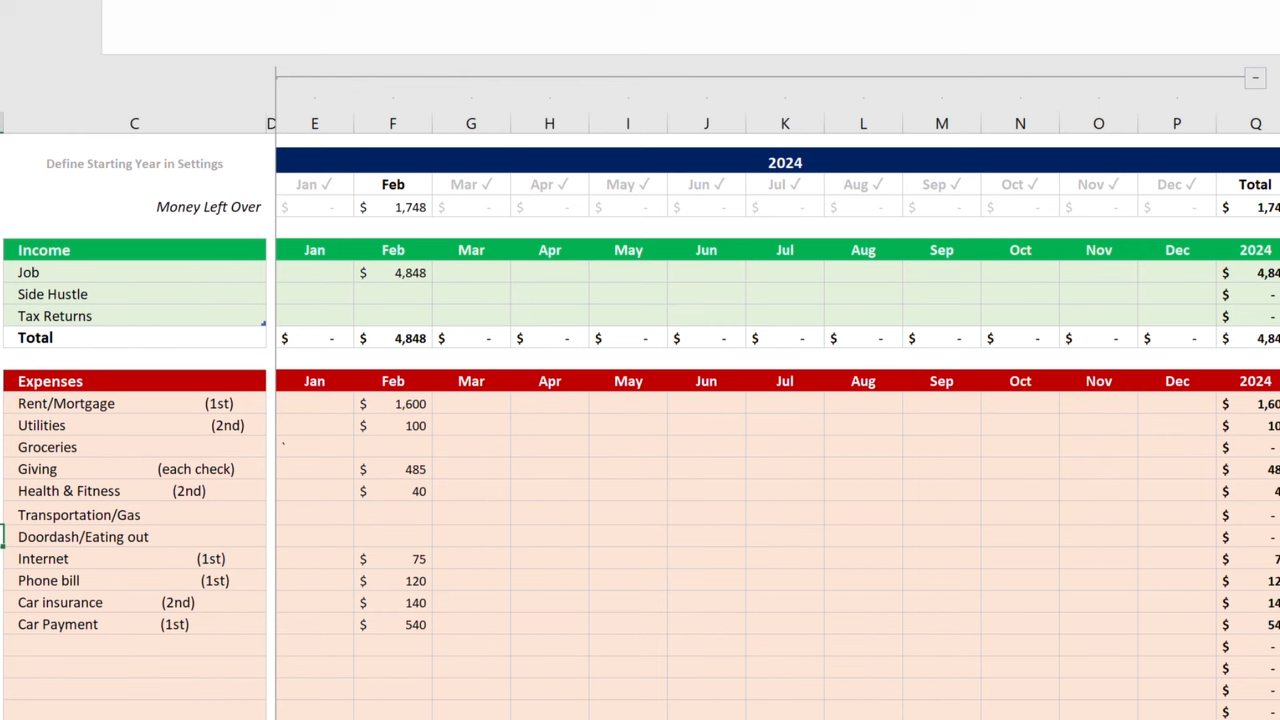 C D E F G H I J K L M N O P Q
Define Starting Year in Settings 2024
Jan ✓ Feb Mar ✓ Apr ✓ May ✓ Jun ✓ Jul ✓ Aug ✓ Sep ✓ Oct ✓ Nov ✓ Dec ✓ Total
Money Left Over $ - $ 1,748 $ - $ - $ - $ - $ - $ - $ - $ - $ - $ - $ 1,74
Income Jan Feb Mar Apr May Jun Jul Aug Sep Oct Nov Dec 2024
Job $ 4,848 $ 4,84
Side Hustle $ -
Tax Returns $ -
Total $ - $ 4,848 $ - $ - $ - $ - $ - $ - $ - $ - $ - $ - $ 4,84
Expenses Jan Feb Mar Apr May Jun Jul Aug Sep Oct Nov Dec 2024
Rent/Mortgage (1st) $ 1,600 $ 1,60
Utilities (2nd) $ 100 $ 10
Groceries ` $ -
Giving (each check) $ 485 $ 48
Health & Fitness (2nd) $ 40 $ 4
Transportation/Gas $ -
Doordash/Eating out $ -
Internet (1st) $ 75 $ 7
Phone bill (1st) $ 120 $ 12
Car insurance (2nd) $ 140 $ 14
Car Payment (1st) $ 540 $ 54
$ -
$ -
$ -
$ -